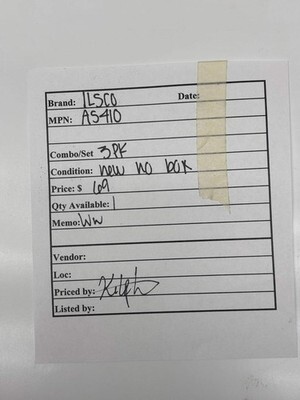 Brand: ILSCO Date:
MPN: AS410
Combo/Set 3PK
Condition: new no box
Price: $ 69
Qty Available: 1
Memo: WW
Vendor:
Loc:
Priced by:
Listed by: